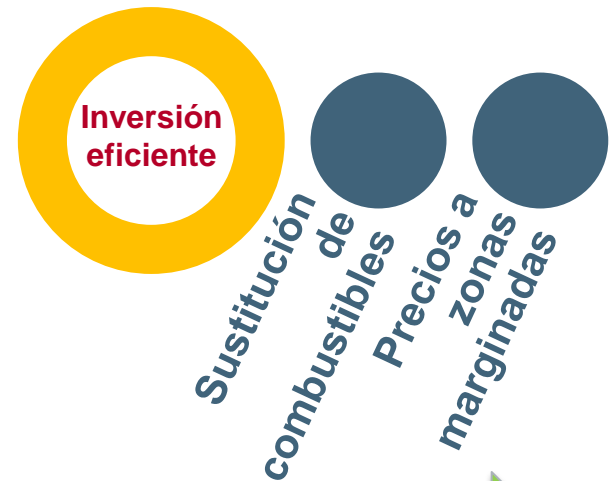 Inversión
eficiente
Sustitución
de
combustibles
Precios a
zonas
marginadas